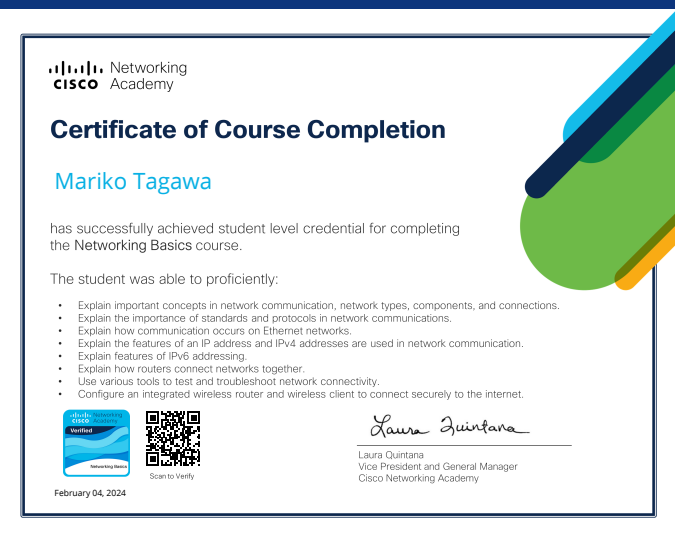 Networking
CISCO Academy
Certificate of Course Completion
Mariko Tagawa
has successfully achieved student level credential for completing
the Networking Basics course.
The student was able to proficiently:
• Explain important concepts in network communication, network types, components, and connections.
• Explain the importance of standards and protocols in network communications.
• Explain how communication occurs on Ethernet networks.
• Explain the features of an IP address and IPv4 addresses are used in network communication.
• Explain features of IPv6 addressing.
• Explain how routers connect networks together.
• Use various tools to test and troubleshoot network connectivity.
• Configure an integrated wireless router and wireless client to connect securely to the internet.
Networking
CISCO Academy
Verified
Networking Basics
Scan to Verify
February 04, 2024
Laura Quintana
Laura Quintana
Vice President and General Manager
Cisco Networking Academy